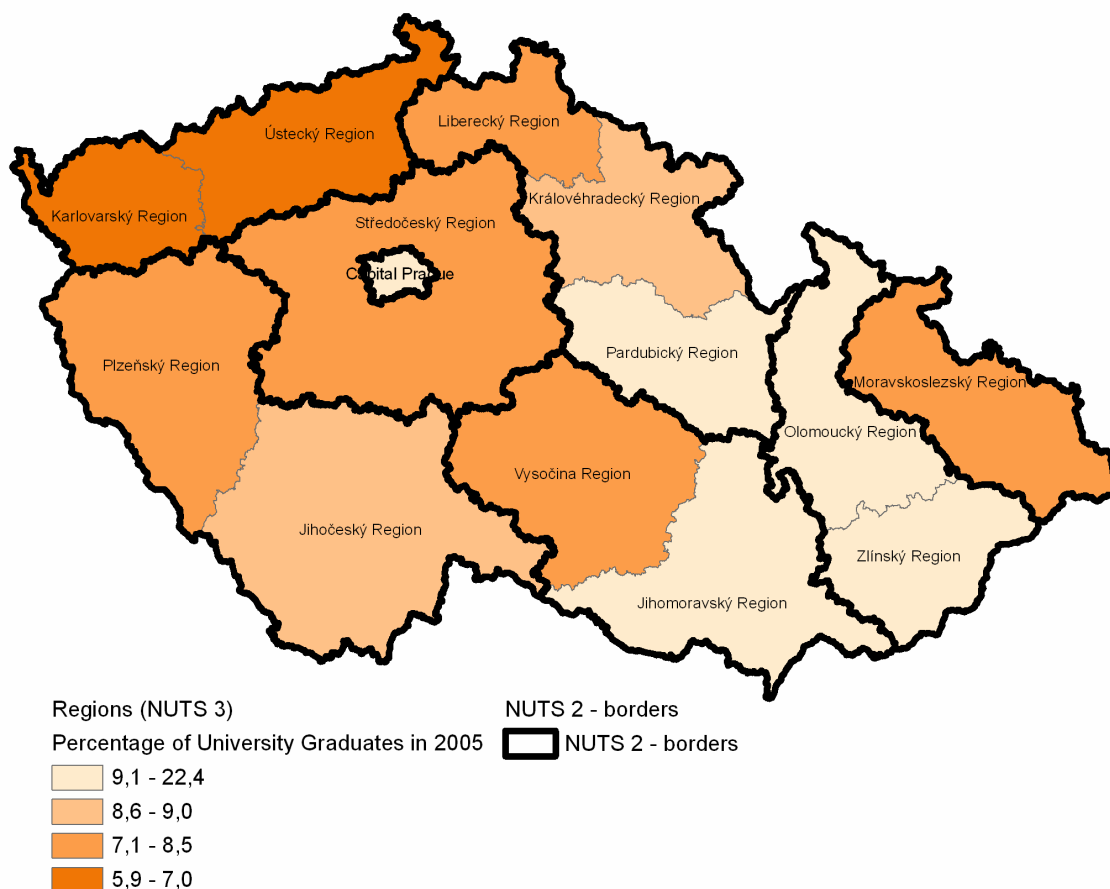 Ústecký Region
Liberecký Region
Karlovarský Region
Královéhradecký Region
Středočeský Region
Capital Prague
Plzeňský Region
Pardubický Region
Moravskoslezský Region
Olomoucký Region
Vysočina Region
Jihočeský Region
Zlínský Region
Jihomoravský Region
Regions (NUTS 3)
NUTS 2 - borders
Percentage of University Graduates in 2005
NUTS 2 - borders
9,1 - 22,4
8,6 - 9,0
7,1 - 8,5
5,9 - 7,0